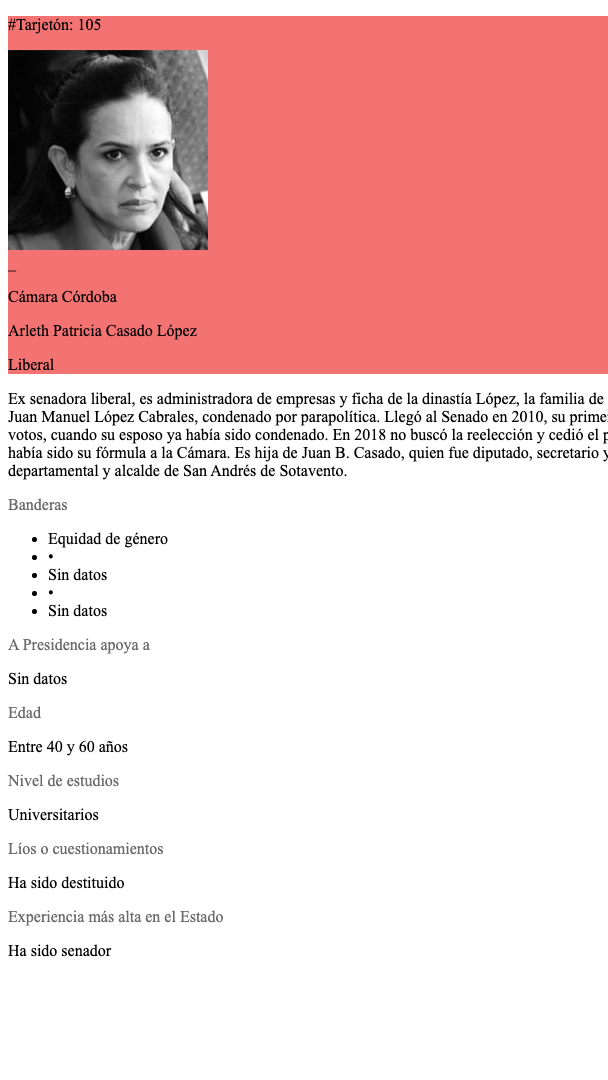 #Tarjetón: 105
_
Cámara Córdoba
Arleth Patricia Casado López
Liberal
Ex senadora liberal, es administradora de empresas y ficha de la dinastía López, la familia de
Juan Manuel López Cabrales, condenado por parapolítica. Llegó al Senado en 2010, su
votos, cuando su esposo ya había sido condenado. En 2018 no buscó la reelección y cedió el
había sido su fórmula a la Cámara. Es hija de Juan B. Casado, quien fue diputado, secretario y
departamental y alcalde de San Andrés de Sotavento.
Banderas
• Equidad de género
• •
• Sin datos
• •
• Sin datos
A Presidencia apoya a
Sin datos
Edad
Entre 40 y 60 años
Nivel de estudios
Universitarios
Líos o cuestionamientos
Ha sido destituido
Experiencia más alta en el Estado
Ha sido senador